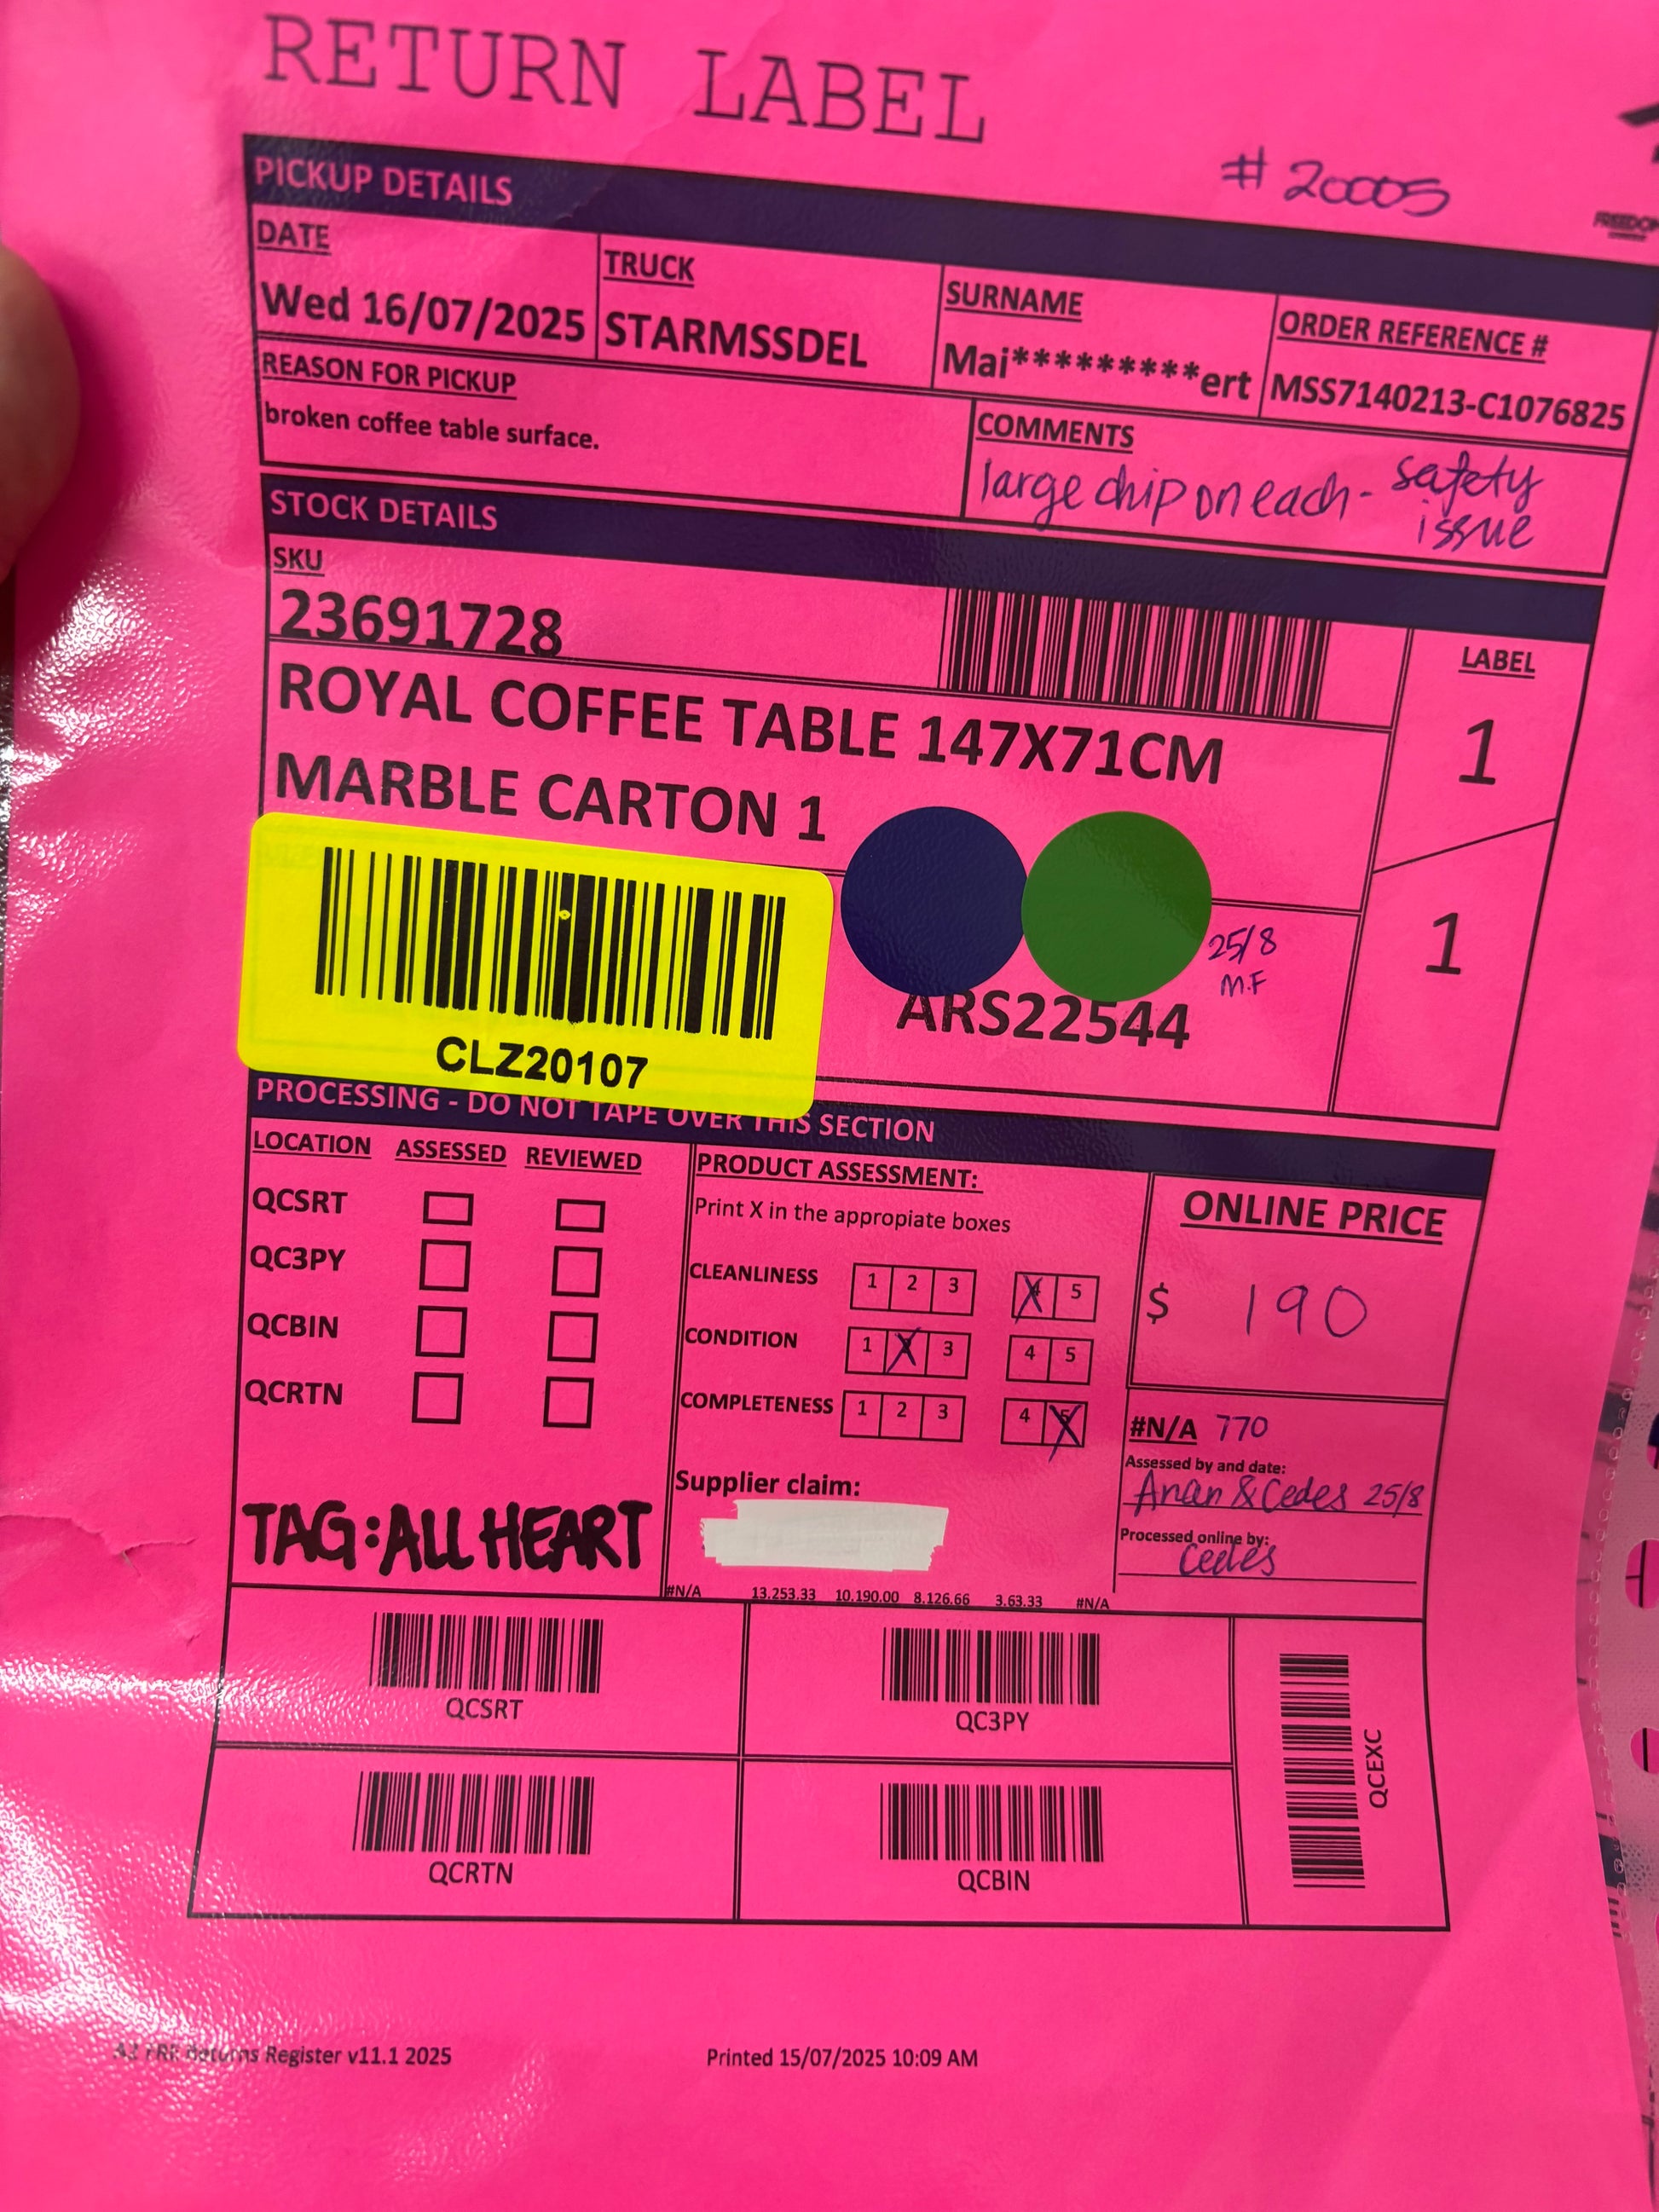 RETURN LABEL
# 20005
FREEDOM
PICKUP DETAILS
DATE
Wed 16/07/2025
TRUCK
STARMSSDEL
SURNAME
Mai*********ert
ORDER REFERENCE #
MSS7140213-C1076825
REASON FOR PICKUP
broken coffee table surface.
COMMENTS
large chip on each - safety issue
STOCK DETAILS
SKU
23691728
LABEL
1
1
ROYAL COFFEE TABLE 147X71CM
MARBLE CARTON 1
25/8
M.F
ARS22544
CLZ20107
PROCESSING - DO NOT TAPE OVER THIS SECTION
LOCATION ASSESSED REVIEWED
QCSRT
QC3PY
QCBIN
QCRTN
TAG:ALL HEART
PRODUCT ASSESSMENT:
Print X in the appropiate boxes
CLEANLINESS 1 2 3 X 5
CONDITION 1 X 3 4 5
COMPLETENESS 1 2 3 4 X
Supplier claim:
ONLINE PRICE
$ 190
#N/A 770
Assessed by and date:
Anan & Cedes 25/8
Processed online by:
Cedes
#N/A 13.253.33 10.190.00 8.126.66 3.63.33 #N/A
QCSRT
QC3PY
QCEXC
QCRTN
QCBIN
Returns Register v11.1 2025
Printed 15/07/2025 10:09 AM